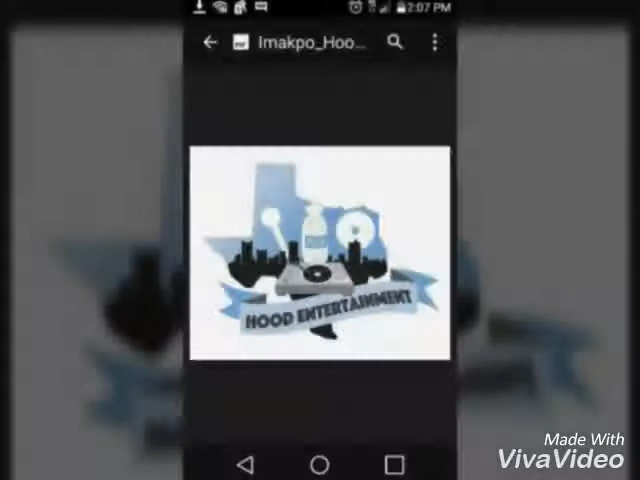 2:07 PM
Imakpo_Hoo...
HOOD ENTERTAINMENT
Made With
VivaVideo